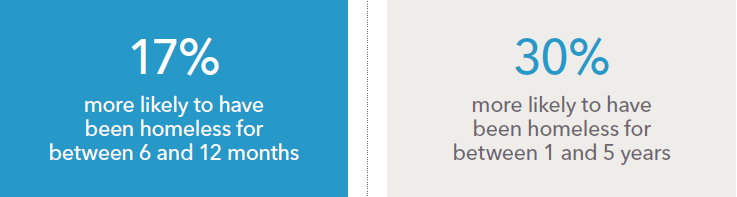 17%
more likely to have
been homeless for
between 6 and 12 months
30%
more likely to have
been homeless for
between 1 and 5 years